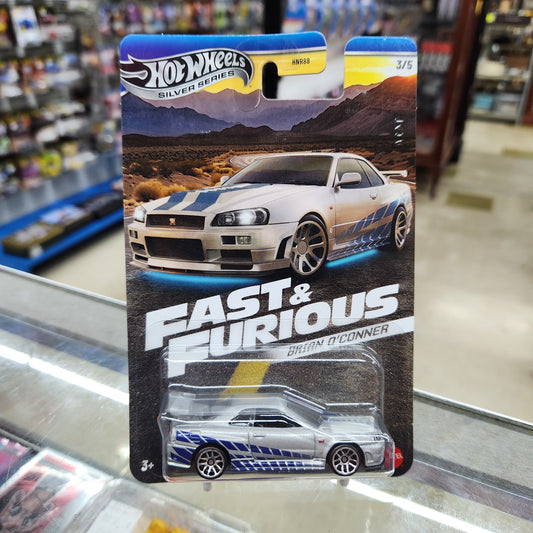 HOT WHEELS
SILVER SERIES
HNR88
3/5
FAST &
FURIOUS
BRIAN O'CONNER
3+